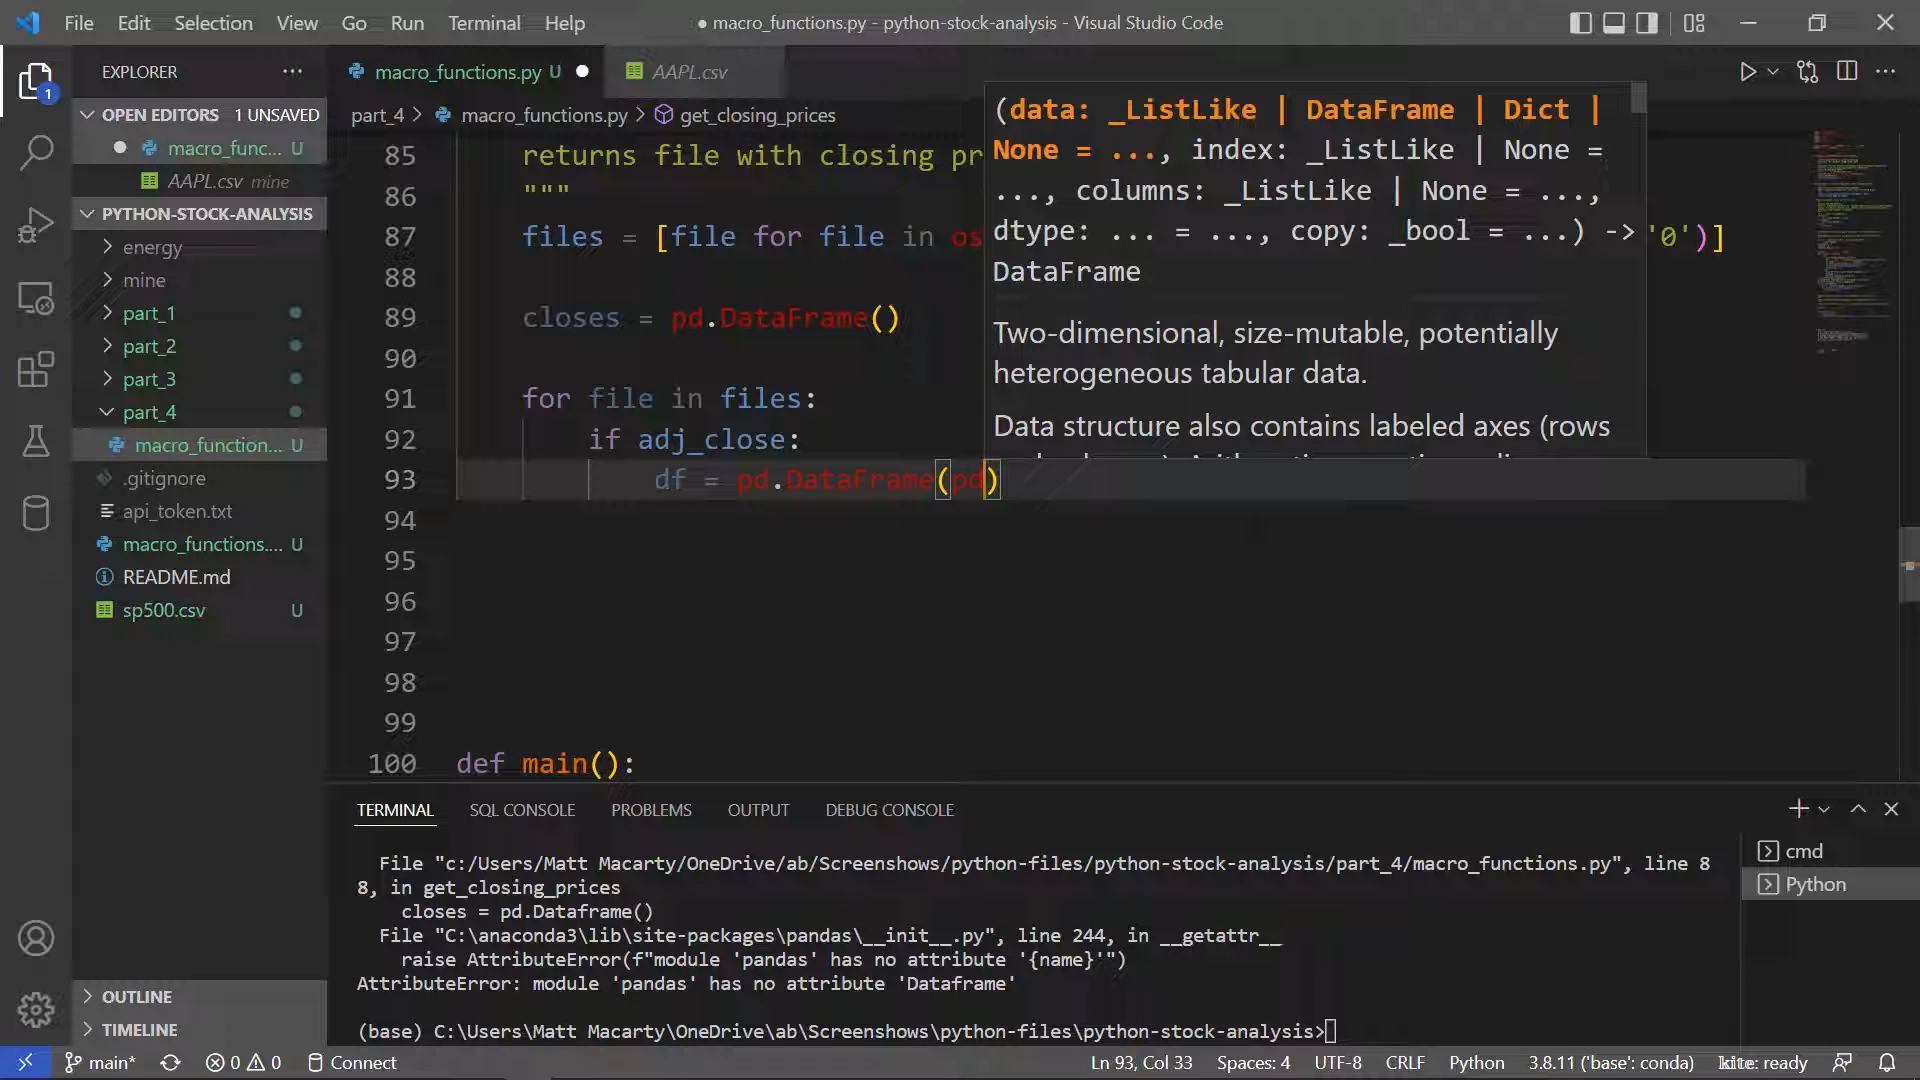 File Edit Selection View Go Run Terminal Help
● macro_functions.py - python-stock-analysis - Visual Studio Code
EXPLORER
macro_functions.py U
AAPL.csv
OPEN EDITORS 1 UNSAVED
macro_func... U
AAPL.csv mine
PYTHON-STOCK-ANALYSIS
energy
mine
part_1
part_2
part_3
part_4
macro_function... U
.gitignore
api_token.txt
macro_functions.... U
README.md
sp500.csv U
OUTLINE
TIMELINE
part_4 > macro_functions.py > get_closing_prices
85 returns file with closing pr
86 """
87 files = [file for file in os '0')]
88
89 closes = pd.DataFrame()
90
91 for file in files:
92 if adj_close:
93 df = pd.DataFrame(pd)
94
95
96
97
98
99
100 def main():
(data: _ListLike | DataFrame | Dict |
None = ..., index: _ListLike | None =
..., columns: _ListLike | None = ...,
dtype: ... = ..., copy: _bool = ...) ->
DataFrame
Two-dimensional, size-mutable, potentially
heterogeneous tabular data.
Data structure also contains labeled axes (rows
TERMINAL SQL CONSOLE PROBLEMS OUTPUT DEBUG CONSOLE
File "c:/Users/Matt Macarty/OneDrive/ab/Screenshows/python-files/python-stock-analysis/part_4/macro_functions.py", line 8
8, in get_closing_prices
closes = pd.Dataframe()
File "C:\anaconda3\lib\site-packages\pandas\__init__.py", line 244, in __getattr__
raise AttributeError(f"module 'pandas' has no attribute '{name}'")
AttributeError: module 'pandas' has no attribute 'Dataframe'
(base) C:\Users\Matt Macarty\OneDrive\ab\Screenshows\python-files\python-stock-analysis>
cmd
Python
1
main* 0 0 Connect
Ln 93, Col 33 Spaces: 4 UTF-8 CRLF Python 3.8.11 ('base': conda) kite: ready